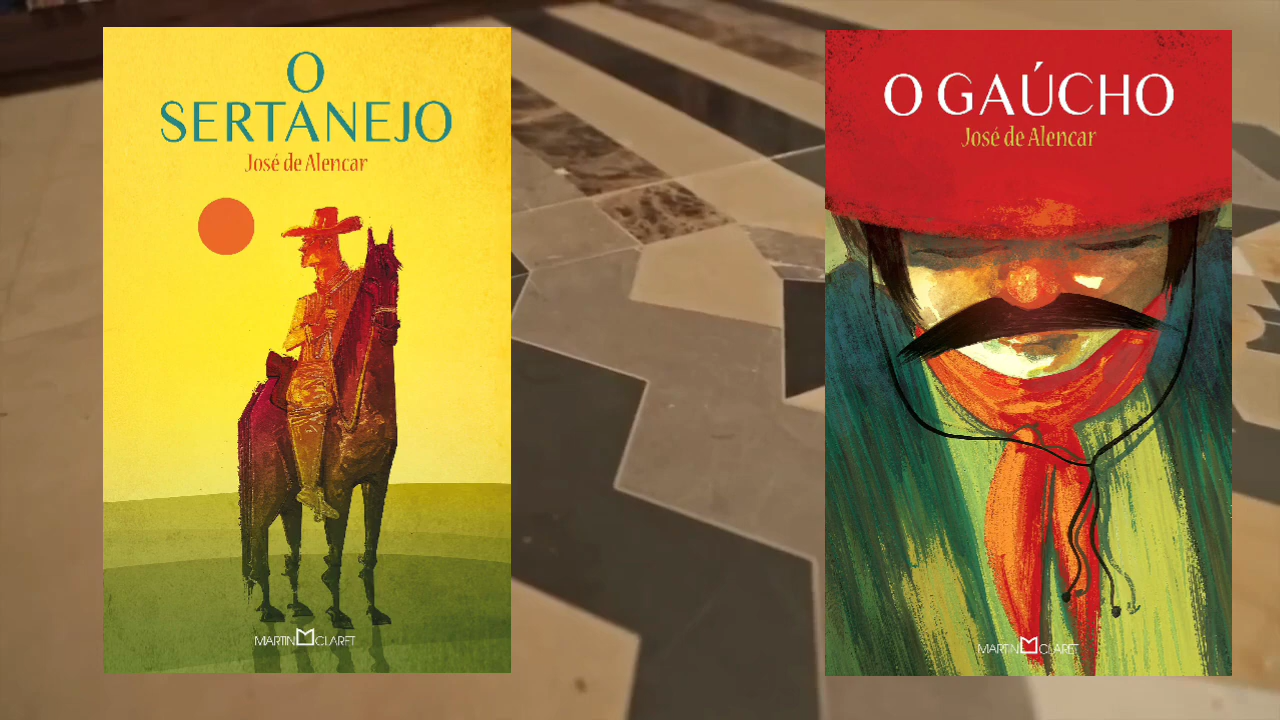 O
SERTANEJO
José de Alencar
MARTIN CLARET
O GAÚCHO
José de Alencar
MARTIN CLARET